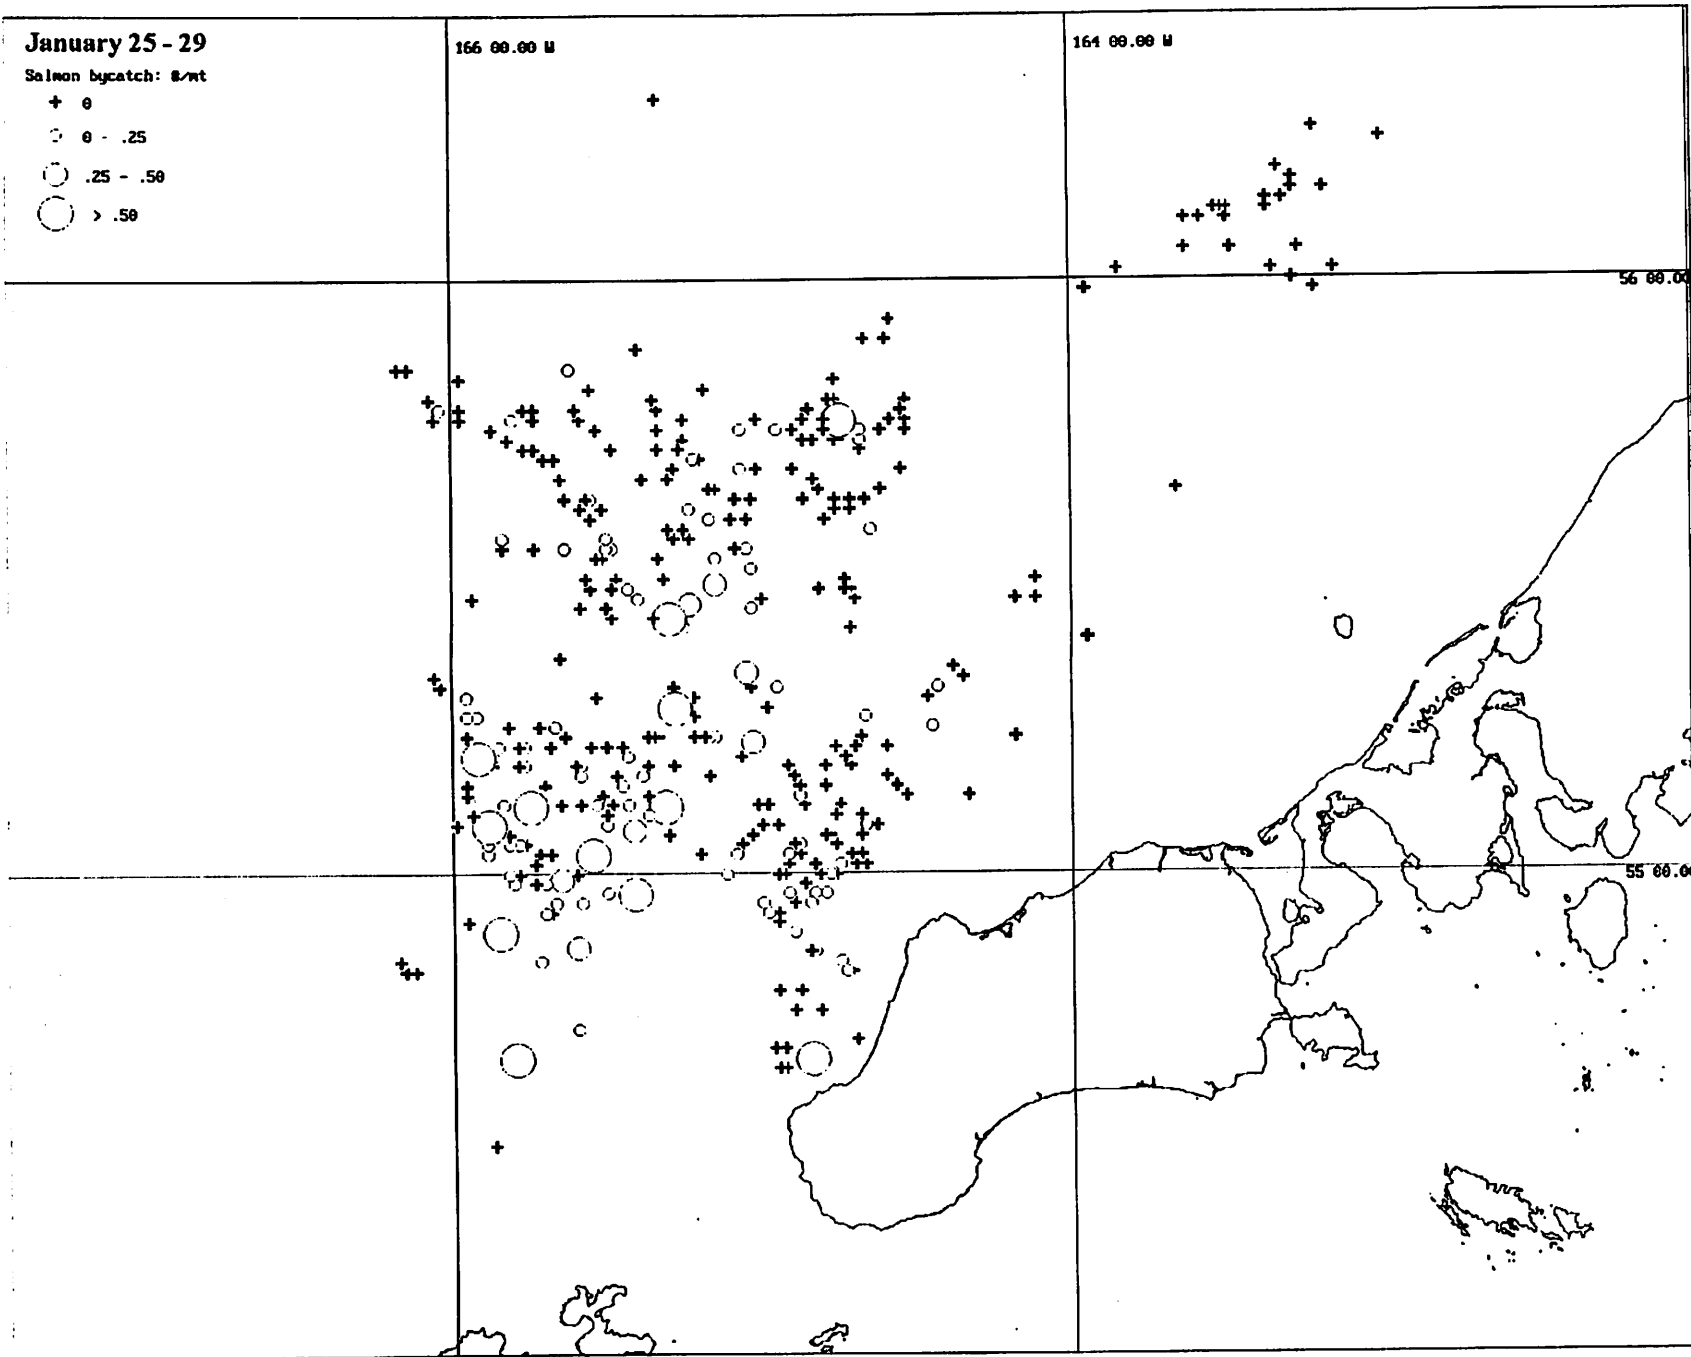 January 25 - 29
Salmon bycatch: #/mt
+ 0
0 - .25
.25 - .50
> .50
166 00.00 W
164 00.00 W
56 00.00
55 00.00